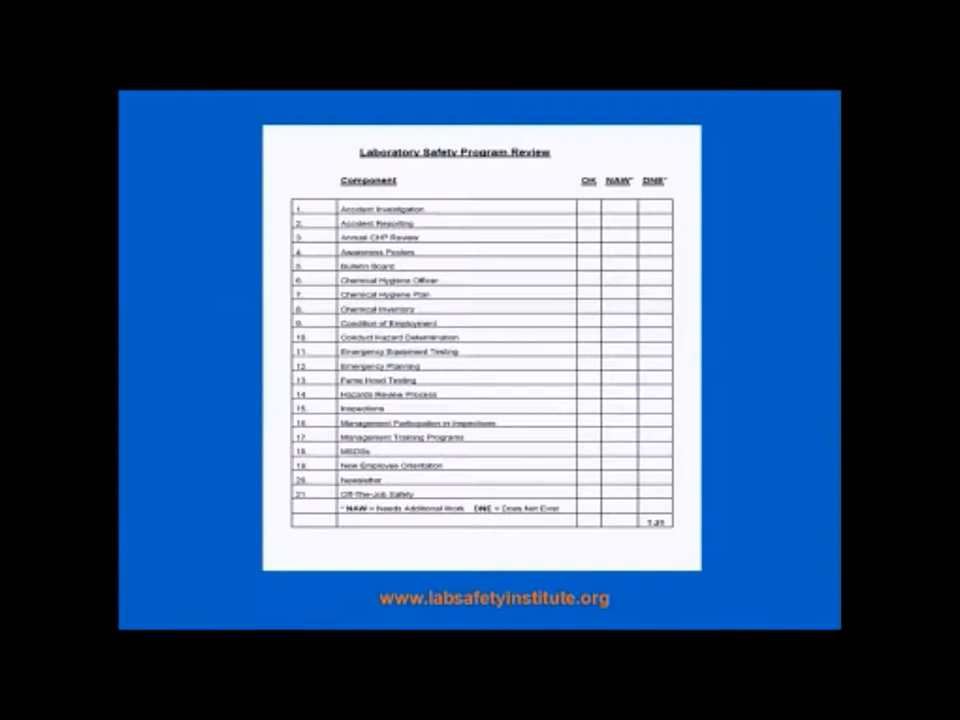 Laboratory Safety Program Review
Component OK NAW* DNE*
1. Accident Investigation
2. Accident Reporting
3. Annual CHP Review
4. Awareness Posters
5. Bulletin Board
6. Chemical Hygiene Officer
7. Chemical Hygiene Plan
8. Chemical Inventory
9. Condition of Employment
10. Conduct Hazard Determination
11. Emergency Equipment Testing
12. Emergency Planning
13. Fume Hood Testing
14. Hazards Review Process
15. Inspections
16. Management Participation in Inspections
17. Management Training Programs
18. MSDSs
19. New Employee Orientation
20. Newsletter
21. Off-The-Job Safety
* NAW = Needs Additional Work DNE = Does Not Exist
1-21
www.labsafetyinstitute.org